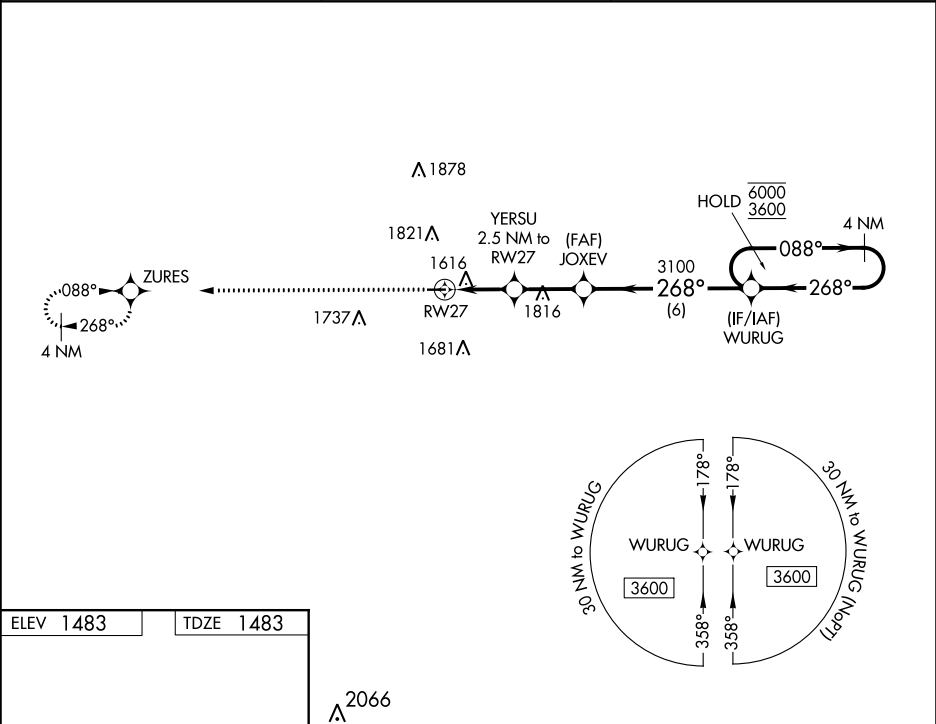 1878
HOLD 6000
3600
4 NM
YERSU
2.5 NM to
RW27
(FAF)
JOXEV
1821
088°
ZURES
1616
3100
088°
268°
268°
(6)
268°
4 NM
1737
RW27
1816
(IF/IAF)
WURUG
1681
30 NM to WURUG
178°
178°
30 NM to WURUG (NoPT)
WURUG
WURUG
3600
3600
358°
358°
ELEV 1483
TDZE 1483
2066